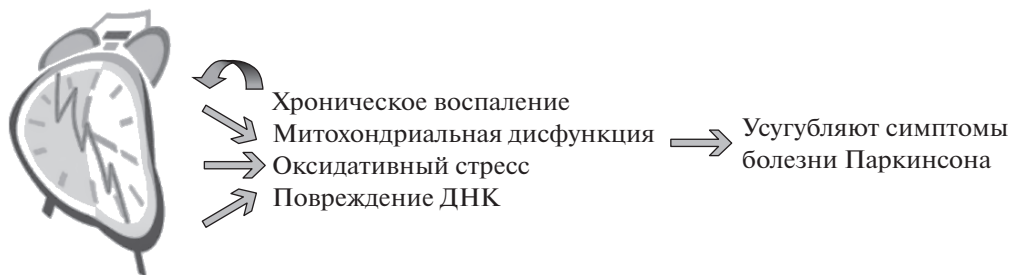 Хроническое воспаление
Митохондриальная дисфункция
Оксидативный стресс
Повреждение ДНК
Усугубляют симптомы
болезни Паркинсона